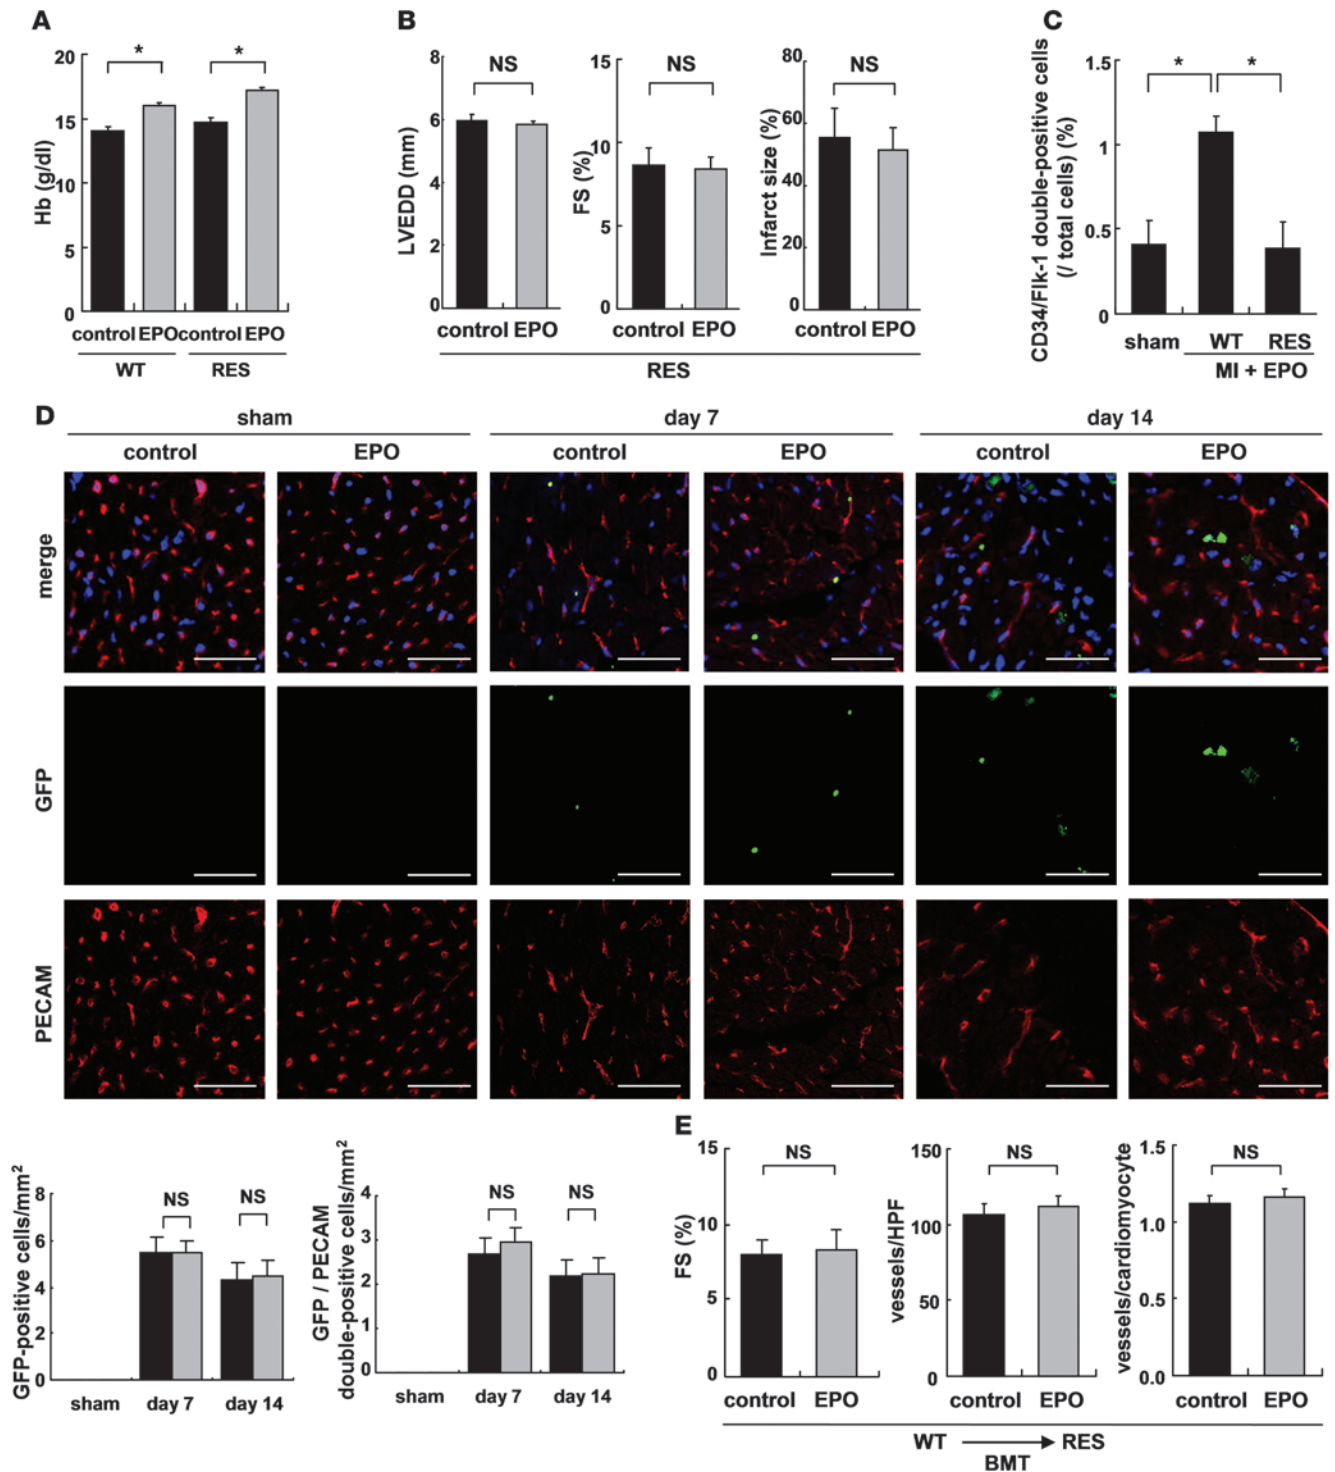 A
Hb (g/dl)
20
15
10
5
0
*
*
control EPO control EPO
WT
RES
B
LVEDD (mm)
8
6
4
2
0
NS
control EPO
FS (%)
15
10
5
0
NS
control EPO
Infarct size (%)
80
60
40
20
0
NS
control EPO
RES
C
CD34/Flk-1 double-positive cells
(/ total cells) (%)
1.5
1
0.5
0
*
*
sham
WT
RES
MI + EPO
D
sham
day 7
day 14
control
EPO
control
EPO
control
EPO
merge
GFP
PECAM
GFP-positive cells/mm2
8
6
4
2
0
NS
NS
sham
day 7
day 14
GFP / PECAM
double-positive cells/mm2
4
3
2
1
0
NS
NS
sham
day 7
day 14
E
FS (%)
15
10
5
0
NS
control
EPO
vessels/HPF
150
100
50
0
NS
control
EPO
vessels/cardiomyocyte
1.5
1.0
0.5
0.0
NS
control
EPO
WT
RES
BMT